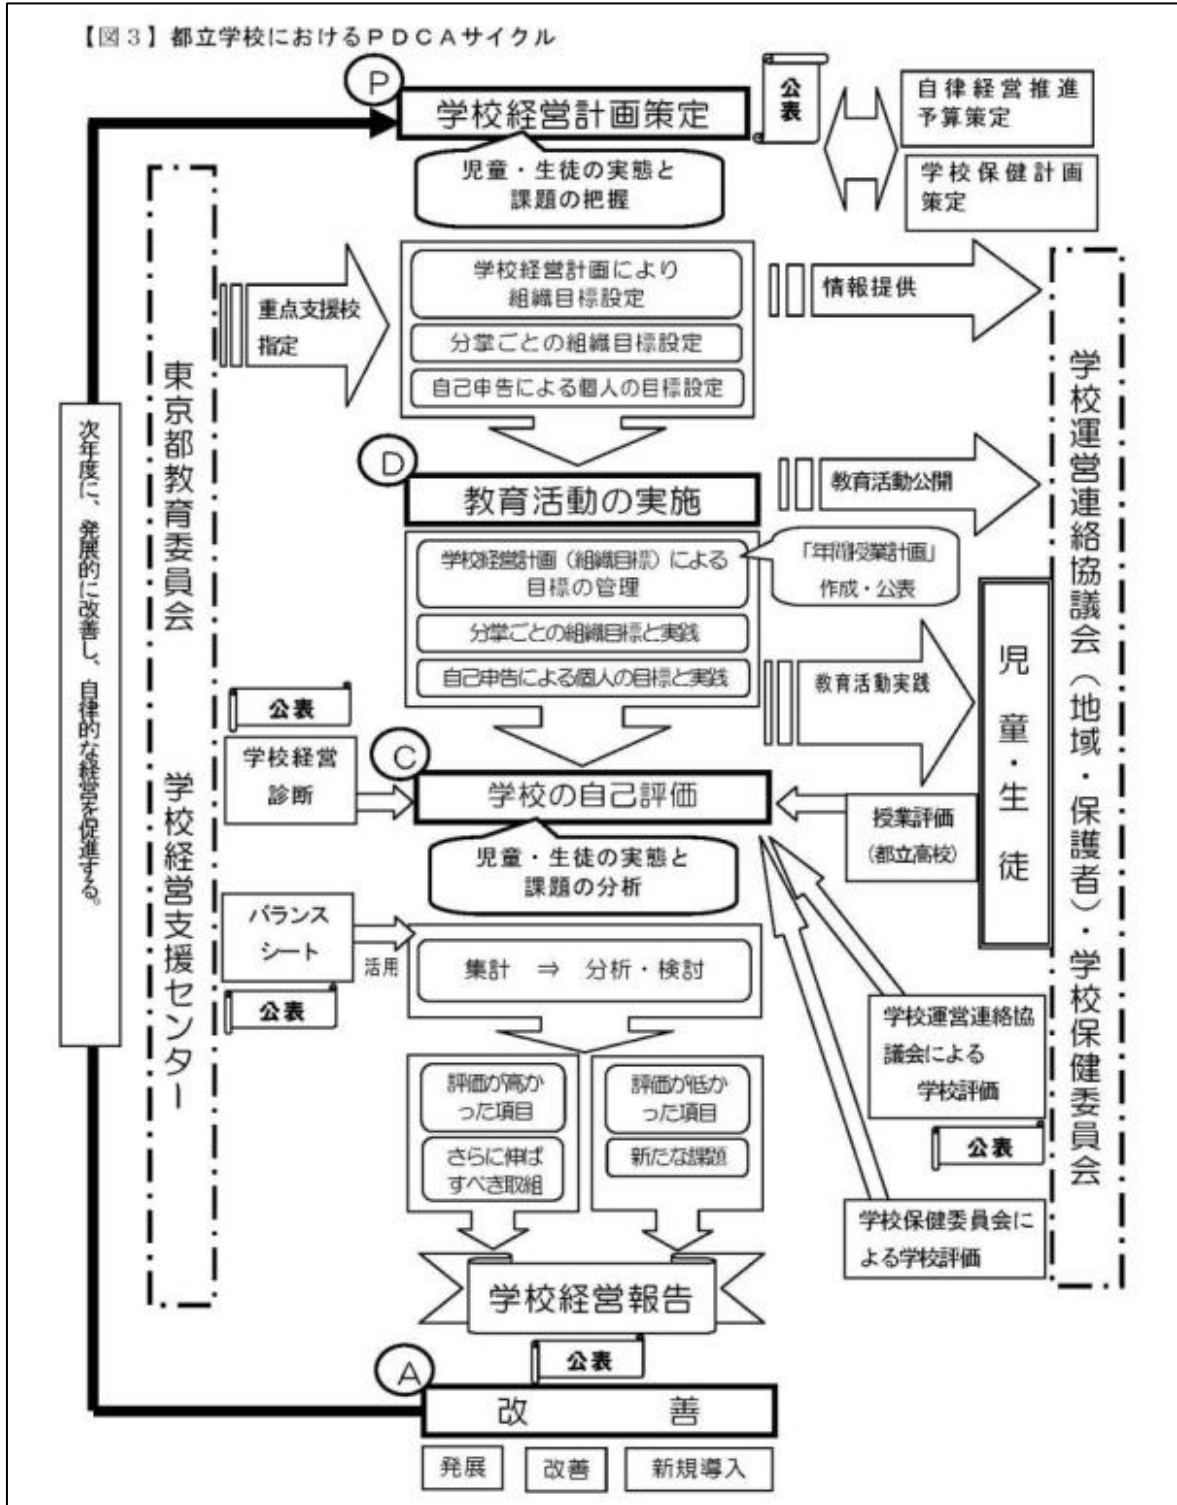 【図３】都立学校におけるＰＤＣＡサイクル
P
学校経営計画策定
公表
自律経営推進
予算策定
学校保健計画
策定
児童・生徒の実態と
課題の把握
重点支援校
指定
学校経営計画により
組織目標設定
分掌ごとの組織目標設定
自己申告による個人の目標設定
情報提供
東京都教育委員会
学校経営支援センター
次年度に、発展的に改善し、自律的な経営を促進する。
学校運営連絡協議会（地域・保護者）・学校保健委員会
D
教育活動の実施
教育活動公開
学校経営計画（組織目標）による
目標の管理
分掌ごとの組織目標と実践
自己申告による個人の目標と実践
「年間授業計画」
作成・公表
教育活動実践
児童・生徒
公表
学校経営
診断
C
学校の自己評価
授業評価
（都立高校）
児童・生徒の実態と
課題の分析
バランス
シート
活用
公表
集計 ⇒ 分析・検討
評価が高か
った項目
さらに伸ば
すべき取組
評価が低か
った項目
新たな課題
学校運営連絡協
議会による
学校評価
公表
学校保健委員会に
よる学校評価
学校経営報告
公表
A
改善
発展
改善
新規導入